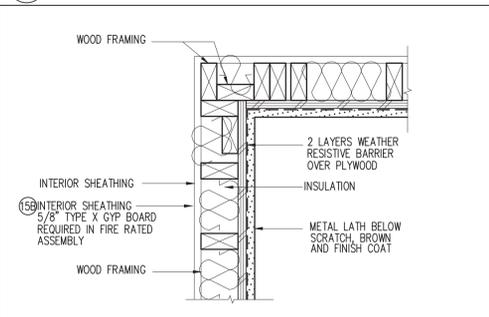 WOOD FRAMING
2 LAYERS WEATHER
RESISTIVE BARRIER
OVER PLYWOOD
INTERIOR SHEATHING
INSULATION
15B INTERIOR SHEATHING
5/8" TYPE X GYP BOARD
REQUIRED IN FIRE RATED
ASSEMBLY
METAL LATH BELOW
SCRATCH, BROWN
AND FINISH COAT
WOOD FRAMING